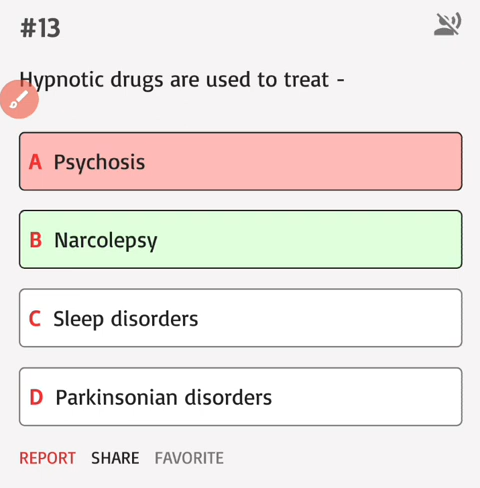 #13
Hypnotic drugs are used to treat -
A Psychosis
B Narcolepsy
C Sleep disorders
D Parkinsonian disorders
REPORT SHARE FAVORITE